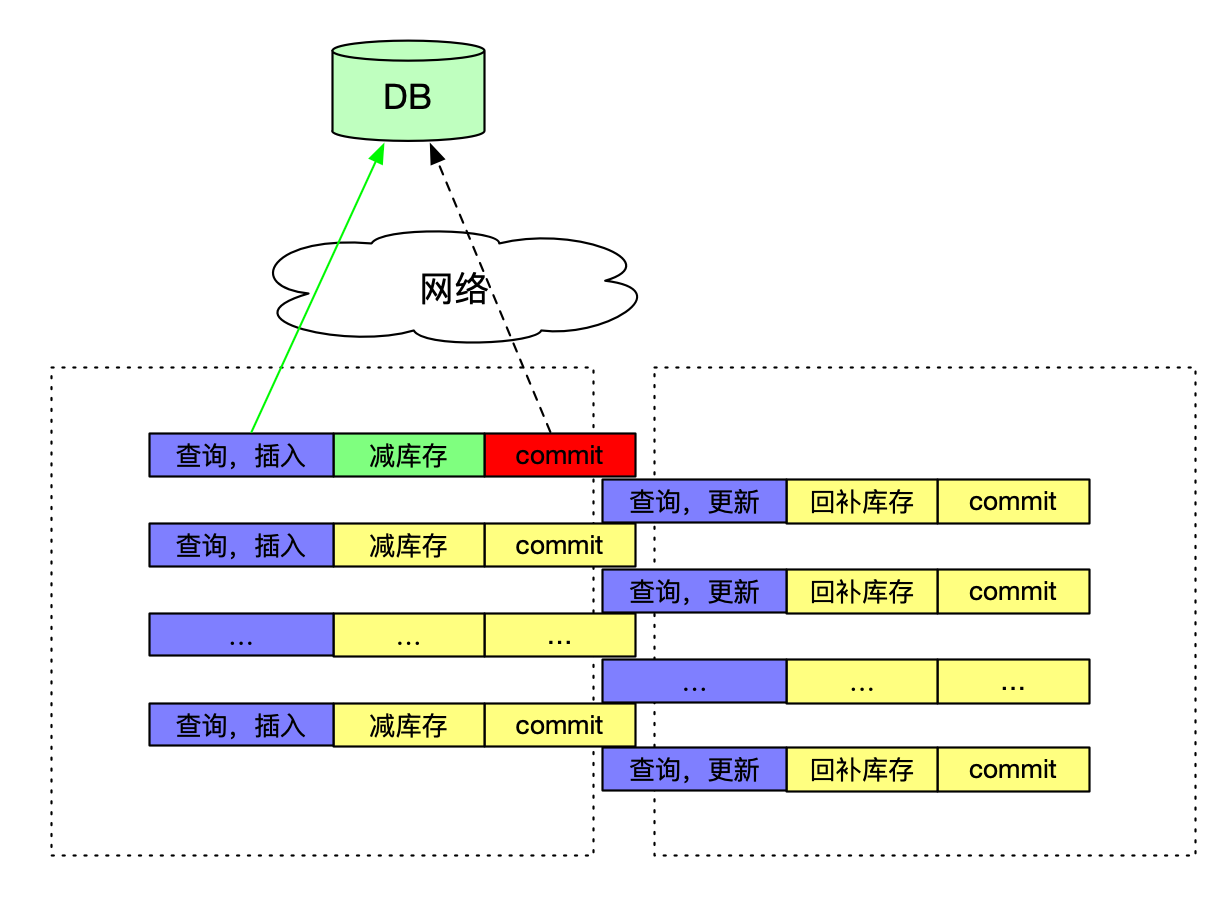 DB
网络
查询，插入 减库存 commit
查询，更新 回补库存 commit
查询，插入 减库存 commit
查询，更新 回补库存 commit
... ... ...
... ... ...
查询，插入 减库存 commit
查询，更新 回补库存 commit